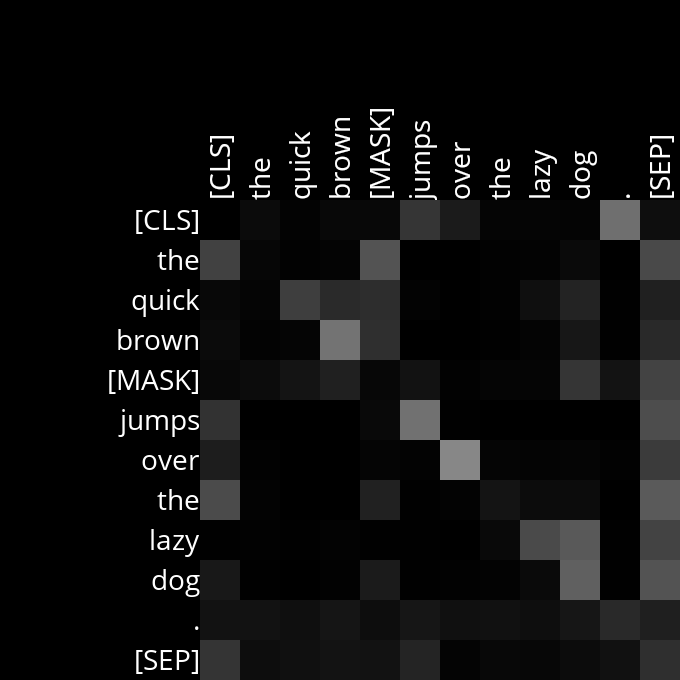 [CLS] the quick brown [MASK] jumps over the lazy dog . [SEP]
[CLS]
the
quick
brown
[MASK]
jumps
over
the
lazy
dog
.
[SEP]